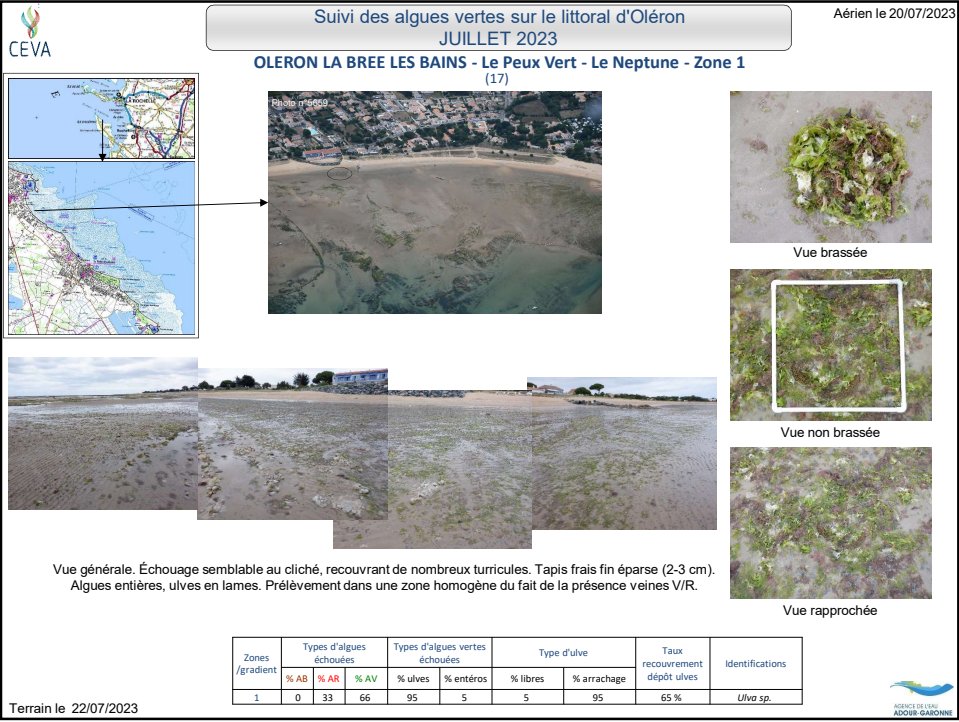 CEVA
Suivi des algues vertes sur le littoral d'Oléron
JUILLET 2023
Aérien le 20/07/2023
OLERON LA BREE LES BAINS - Le Peux Vert - Le Neptune - Zone 1
(17)
Photo n°5659
LA ROCHELLE
Vue brassée
Vue non brassée
Vue rapprochée
Vue générale. Échouage semblable au cliché, recouvrant de nombreux turricules. Tapis frais fin éparse (2-3 cm).
Algues entières, ulves en lames. Prélèvement dans une zone homogène du fait de la présence veines V/R.
Zones /gradient Types d'algues échouées Types d'algues vertes échouées Type d'ulve Taux recouvrement dépôt ulves Identifications
% AB % AR % AV % ulves % entéros % libres % arrachage
1 0 33 66 95 5 5 95 65 % Ulva sp.
Terrain le 22/07/2023
AGENCE DE L'EAU
ADOUR-GARONNE